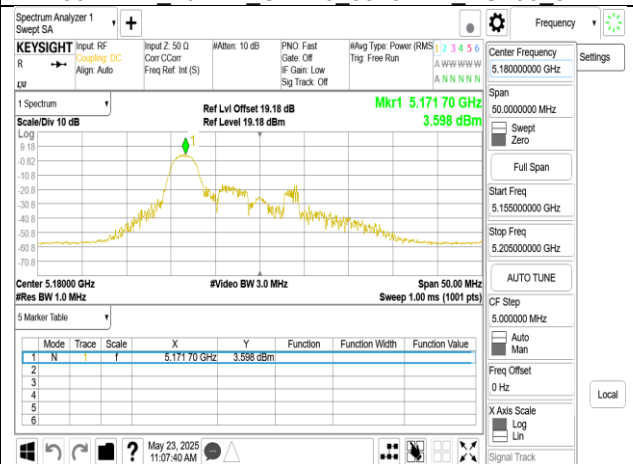 Spectrum Analyzer 1
Swept SA
Frequency
KEYSIGHT
R
LXI
Input: RF
Coupling: DC
Align: Auto
Input Z: 50 Ω
Corr CCorr
Freq Ref: Int (S)
#Atten: 10 dB
PNO: Fast
Gate: Off
IF Gain: Low
Sig Track: Off
#Avg Type: Power (RMS)
Trig: Free Run
1 2 3 4 5 6
A W W W W W
A N N N N N
Center Frequency
5.180000000 GHz
Settings
Span
50.0000000 MHz
Swept
Zero
Full Span
Start Freq
5.155000000 GHz
Stop Freq
5.205000000 GHz
AUTO TUNE
CF Step
5.000000 MHz
Auto
Man
Freq Offset
0 Hz
Local
X Axis Scale
Log
Lin
Signal Track
1 Spectrum
Scale/Div 10 dB
Ref Lvl Offset 19.18 dB
Ref Level 19.18 dBm
Mkr1 5.171 70 GHz
3.598 dBm
Log
1
9.18
-0.82
-10.8
-20.8
-30.8
-40.8
-50.8
-60.8
-70.8
Center 5.18000 GHz
#Video BW 3.0 MHz
Span 50.00 MHz
#Res BW 1.0 MHz
Sweep 1.00 ms (1001 pts)
5 Marker Table
Mode Trace Scale X Y Function Function Width Function Value
1 N 1 f 5.171 70 GHz 3.598 dBm
2
3
4
5
6
?
May 23, 2025
11:07:40 AM